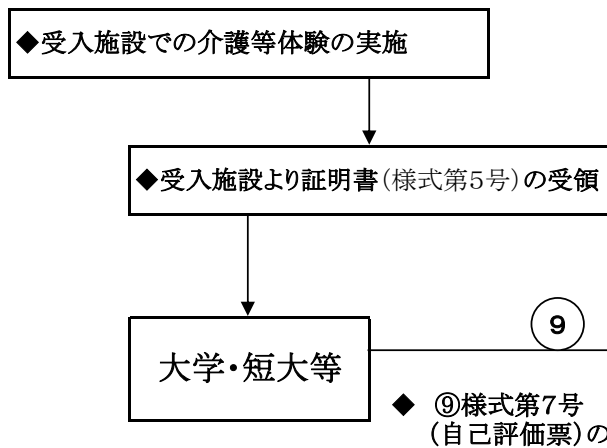 ◆受入施設での介護等体験の実施
◆受入施設より証明書(様式第5号)の受領
9
大学・短大等
◆ ⑨様式第7号
(自己評価票)の